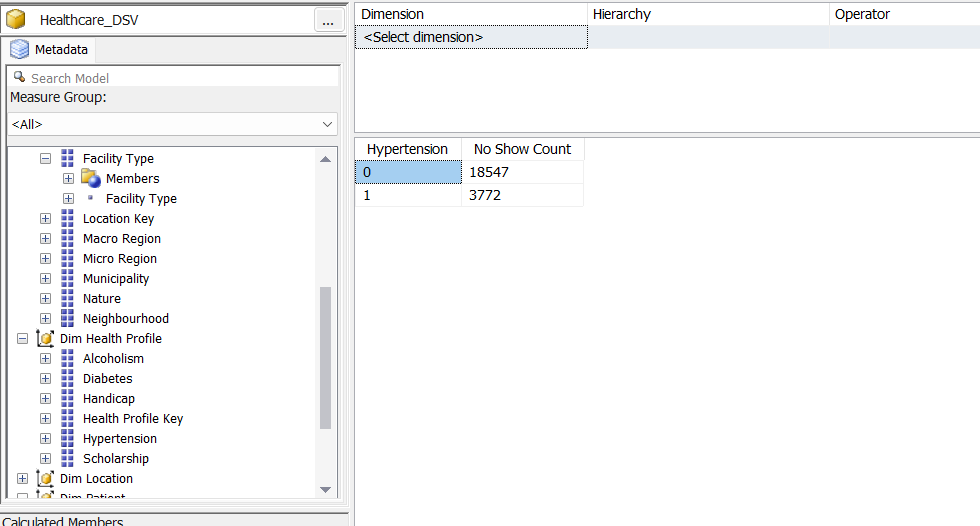 Healthcare_DSV
...
Metadata
Search Model
Measure Group:
<All>
Facility Type
Members
Facility Type
Location Key
Macro Region
Micro Region
Municipality
Nature
Neighbourhood
Dim Health Profile
Alcoholism
Diabetes
Handicap
Health Profile Key
Hypertension
Scholarship
Dim Location
Dim Patient
Calculated Members
Dimension Hierarchy Operator
<Select dimension>
Hypertension No Show Count
0 18547
1 3772